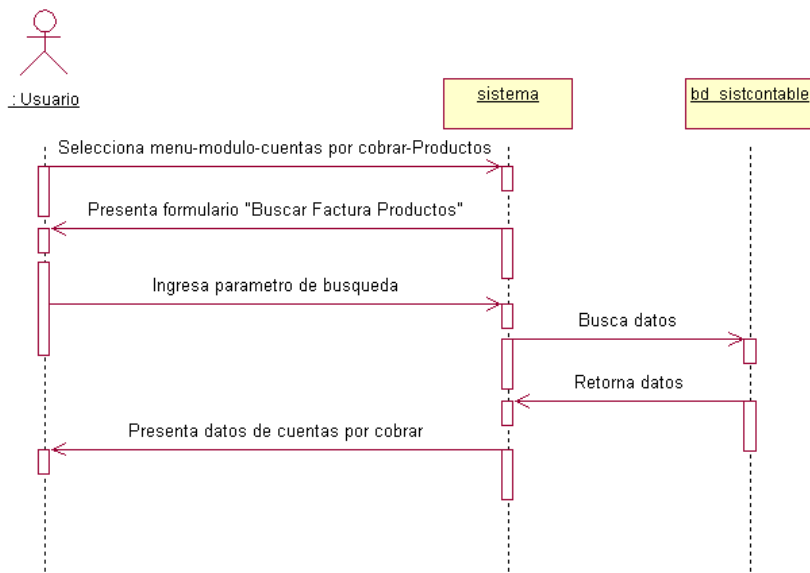 : Usuario
sistema
bd_sistcontable
Selecciona menu-modulo-cuentas por cobrar-Productos
Presenta formulario "Buscar Factura Productos"
Ingresa parametro de busqueda
Busca datos
Retorna datos
Presenta datos de cuentas por cobrar